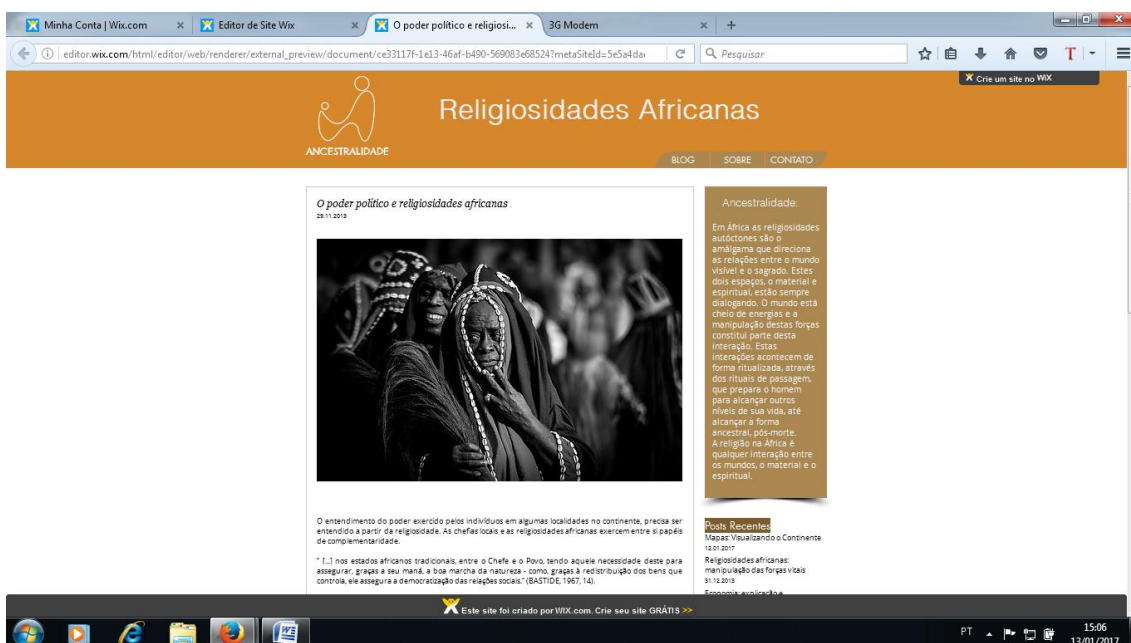 Minha Conta | Wix.com
Editor de Site Wix
O poder político e religiosi...
3G Modem
editor.wix.com/html/editor/web/renderer/external_preview/document/ce33117f-1e13-46af-b490-569083e68524?metaSiteId=5e5a4da
Pesquisar
Crie um site no WiX
Religiosidades Africanas
ANCESTRALIDADE
BLOG SOBRE CONTATO
O poder político e religiosidades africanas
29.11.2013
O entendimento do poder exercido pelos indivíduos em algumas localidades no continente, precisa ser
entendido a partir da religiosidade. As chefias locais e as religiosidades africanas exercem entre si papéis
de complementaridade.
" [...] nos estados africanos tradicionais, entre o Chefe e o Povo, tendo aquele necessidade deste para
assegurar, graças a seu maná, a boa marcha da natureza - como, graças à redistribuição dos bens que
controla, ele assegura a democratização das relações sociais." (BASTIDE, 1967, 14).
Ancestralidade:
Em África as religiosidades
autóctones são o
amálgama que direciona
as relações entre o mundo
visível e o sagrado. Estes
dois espaços, o material e
espiritual, estão sempre
dialogando. O mundo está
cheio de energias e a
manipulação destas forças
constitui parte desta
interação. Estas
interações acontecem de
forma ritualizada, através
dos rituais de passagem,
que prepara o homem
para alcançar outros
níveis de sua vida, até
alcançar a forma
ancestral, pós-morte.
A religião na África é
qualquer interação entre
os mundos, o material e o
espiritual.
Posts Recentes
Mapas: Visualizando o Continente
12.01.2017
Religiosidades africanas:
manipulação das forças vitais
31.12.2013
Economia: explicação e
Este site foi criado por WIX.com. Crie seu site GRÁTIS >>
PT
15:06
13/01/2017